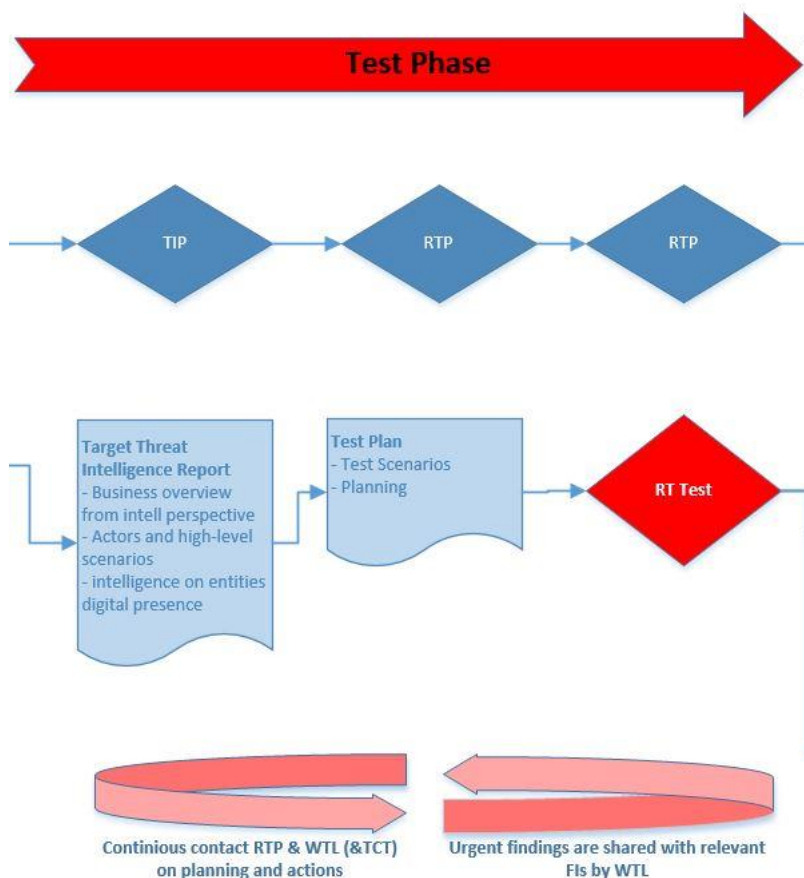 Test Phase
TIP
RTP
RTP
Target Threat
Intelligence Report
- Business overview
from intell perspective
- Actors and high-level
scenarios
- intelligence on entities
digital presence
Test Plan
- Test Scenarios
- Planning
RT Test
Continious contact RTP & WTL (&TCT)
on planning and actions
Urgent findings are shared with relevant
FIs by WTL